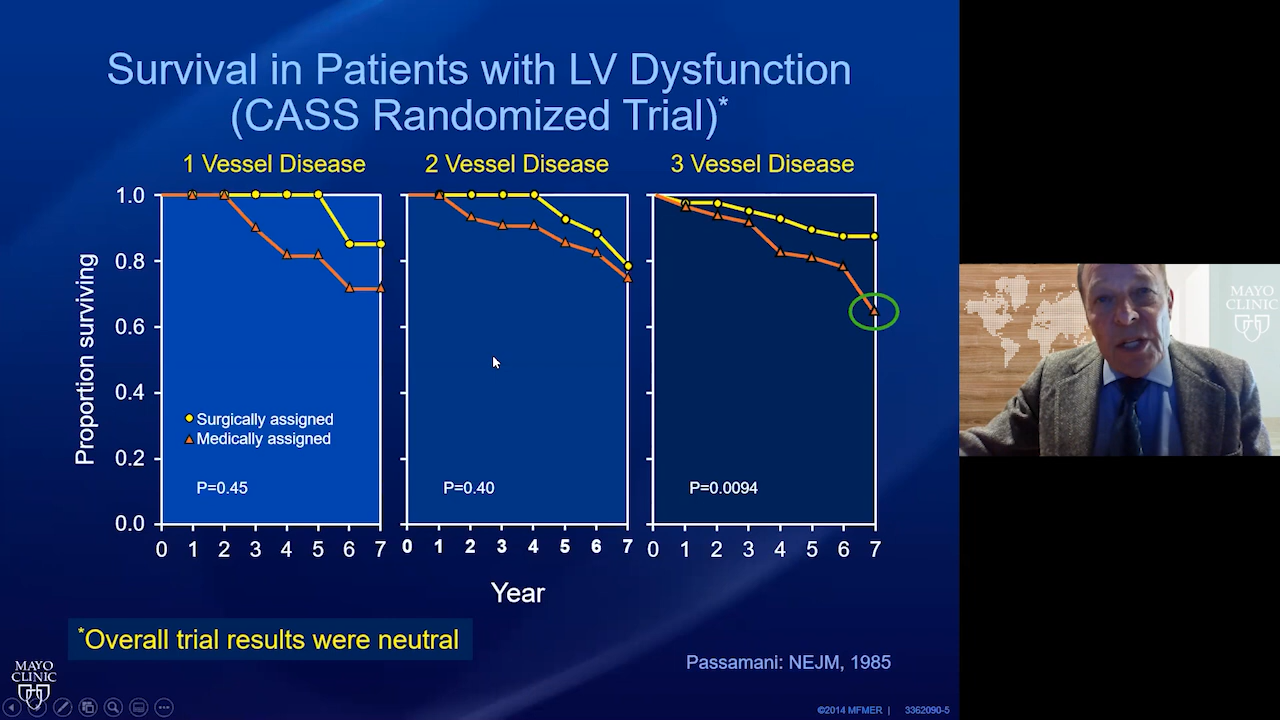 Survival in Patients with LV Dysfunction
(CASS Randomized Trial)*
1 Vessel Disease
2 Vessel Disease
3 Vessel Disease
Proportion surviving
1.0
0.8
0.6
0.4
0.2
0.0
Surgically assigned
Medically assigned
P=0.45
P=0.40
P=0.0094
0 1 2 3 4 5 6 7
0 1 2 3 4 5 6 7
0 1 2 3 4 5 6 7
Year
*Overall trial results were neutral
Passamani: NEJM, 1985
MAYO
CLINIC
©2014 MFMER | 3362090-5
MAYO
CLINIC